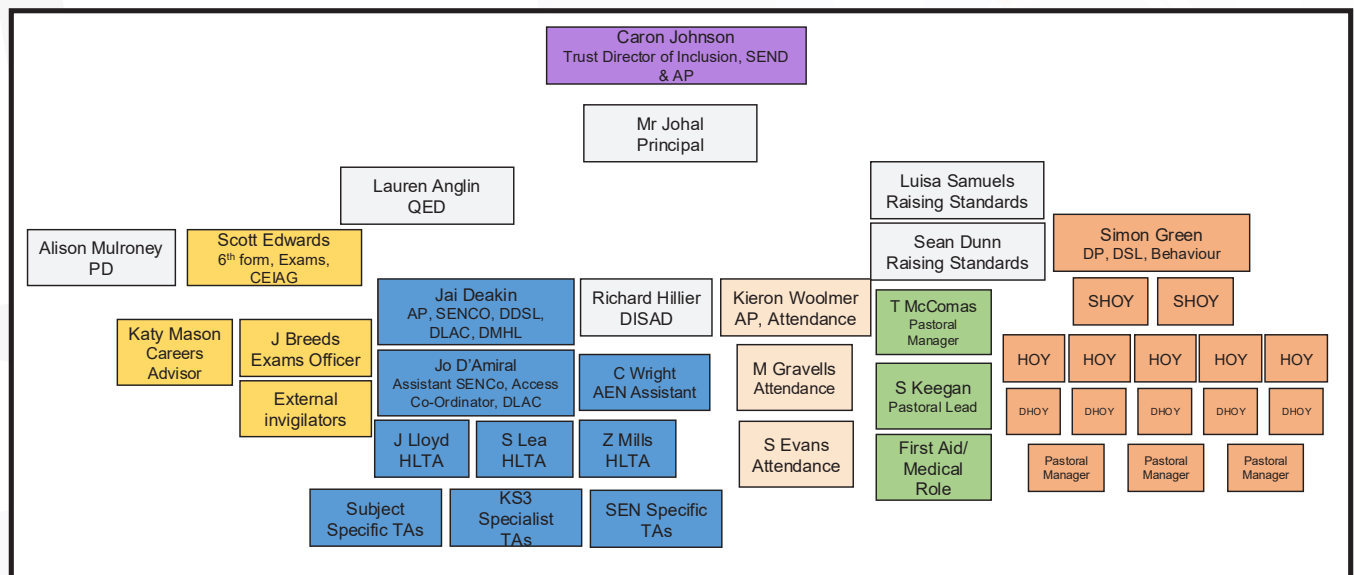 Caron Johnson
Trust Director of Inclusion, SEND
& AP
Mr Johal
Principal
Lauren Anglin
QED
Luisa Samuels
Raising Standards
Alison Mulroney
PD
Scott Edwards
6th form, Exams,
CEIAG
Sean Dunn
Raising Standards
Simon Green
DP, DSL, Behaviour
Jai Deakin
AP, SENCO, DDSL,
DLAC, DMHL
Richard Hillier
DISAD
Kieron Woolmer
AP, Attendance
T McComas
Pastoral
Manager
SHOY
SHOY
Katy Mason
Careers
Advisor
J Breeds
Exams Officer
Jo D’Amiral
Assistant SENCo, Access
Co-Ordinator, DLAC
C Wright
AEN Assistant
M Gravells
Attendance
S Keegan
Pastoral Lead
HOY
HOY
HOY
HOY
HOY
External
invigilators
DHOY
DHOY
DHOY
DHOY
DHOY
J Lloyd
HLTA
S Lea
HLTA
Z Mills
HLTA
S Evans
Attendance
First Aid/
Medical
Role
Pastoral
Manager
Pastoral
Manager
Pastoral
Manager
Subject
Specific TAs
KS3
Specialist
TAs
SEN Specific
TAs